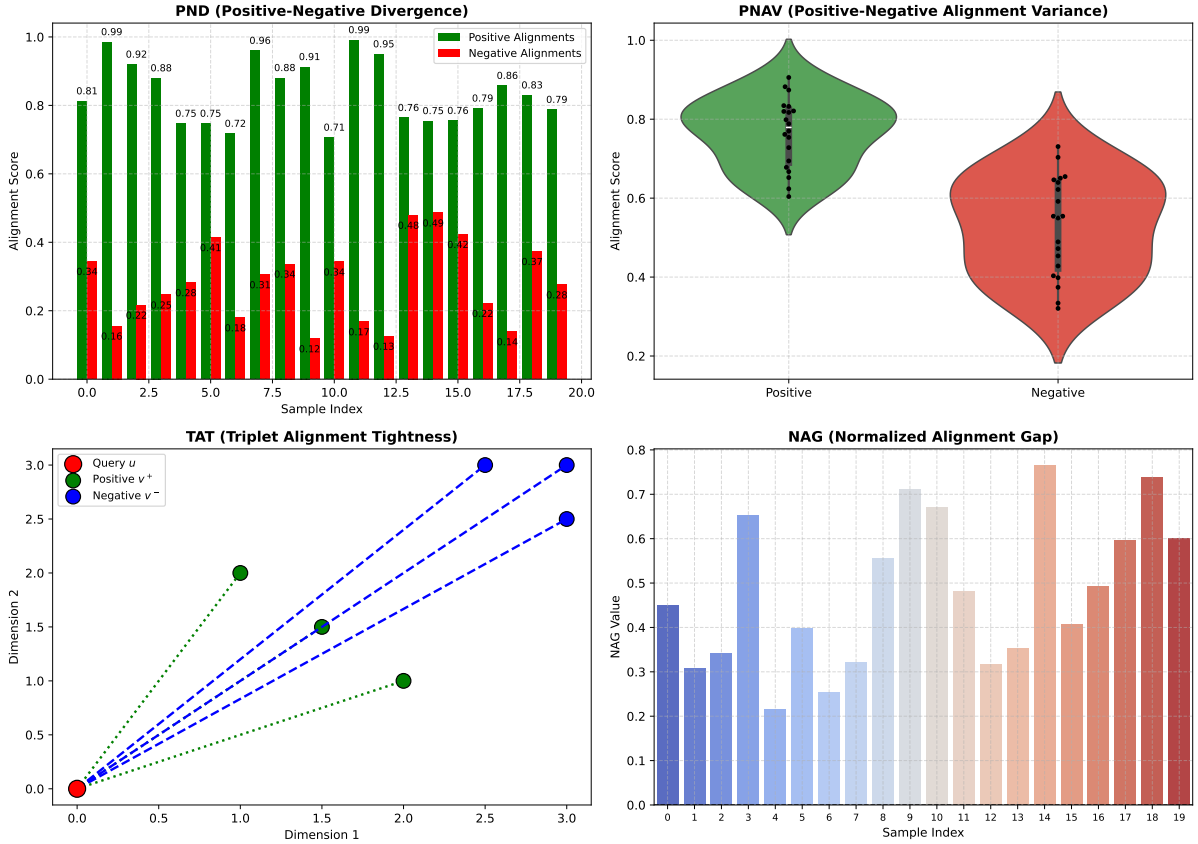 PND (Positive-Negative Divergence)
Positive Alignments
Negative Alignments
0.81 0.99 0.92 0.88 0.75 0.75 0.72 0.96 0.88 0.91 0.71 0.99 0.95 0.76 0.75 0.76 0.79 0.86 0.83 0.79
0.34 0.16 0.22 0.25 0.28 0.41 0.18 0.31 0.34 0.12 0.34 0.17 0.13 0.48 0.49 0.42 0.22 0.14 0.37 0.28
Alignment Score
1.0
0.8
0.6
0.4
0.2
0.0
0.0 2.5 5.0 7.5 10.0 12.5 15.0 17.5 20.0
Sample Index
PNAV (Positive-Negative Alignment Variance)
Alignment Score
1.0
0.8
0.6
0.4
0.2
Positive Negative
TAT (Triplet Alignment Tightness)
Query u
Positive v⁺
Negative v⁻
Dimension 2
3.0
2.5
2.0
1.5
1.0
0.5
0.0
0.0 0.5 1.0 1.5 2.0 2.5 3.0
Dimension 1
NAG (Normalized Alignment Gap)
NAG Value
0.8
0.7
0.6
0.5
0.4
0.3
0.2
0.1
0.0
0 1 2 3 4 5 6 7 8 9 10 11 12 13 14 15 16 17 18 19
Sample Index